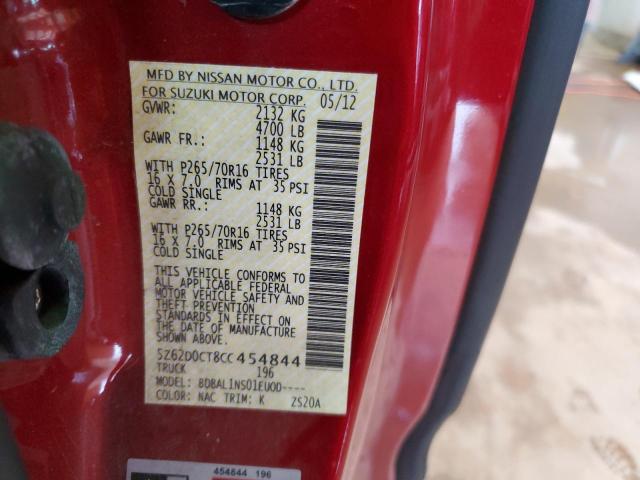 MFD BY NISSAN MOTOR CO., LTD.
FOR SUZUKI MOTOR CORP. 05/12
GVWR: 2132 KG
4700 LB
GAWR FR.: 1148 KG
2531 LB
WITH P265/70R16 TIRES
16 X 7.0 RIMS AT 35 PSI
COLD SINGLE
GAWR RR.: 1148 KG
2531 LB
WITH P265/70R16 TIRES
16 X 7.0 RIMS AT 35 PSI
COLD SINGLE
THIS VEHICLE CONFORMS TO
ALL APPLICABLE FEDERAL
MOTOR VEHICLE SAFETY AND
THEFT PREVENTION
STANDARDS IN EFFECT ON
THE DATE OF MANUFACTURE
SHOWN ABOVE.
5Z62D0CT8CC454844
TRUCK 196
MODEL: 8DBALINS01EU0D----
COLOR: NAC TRIM: K 2S20A
454844 196